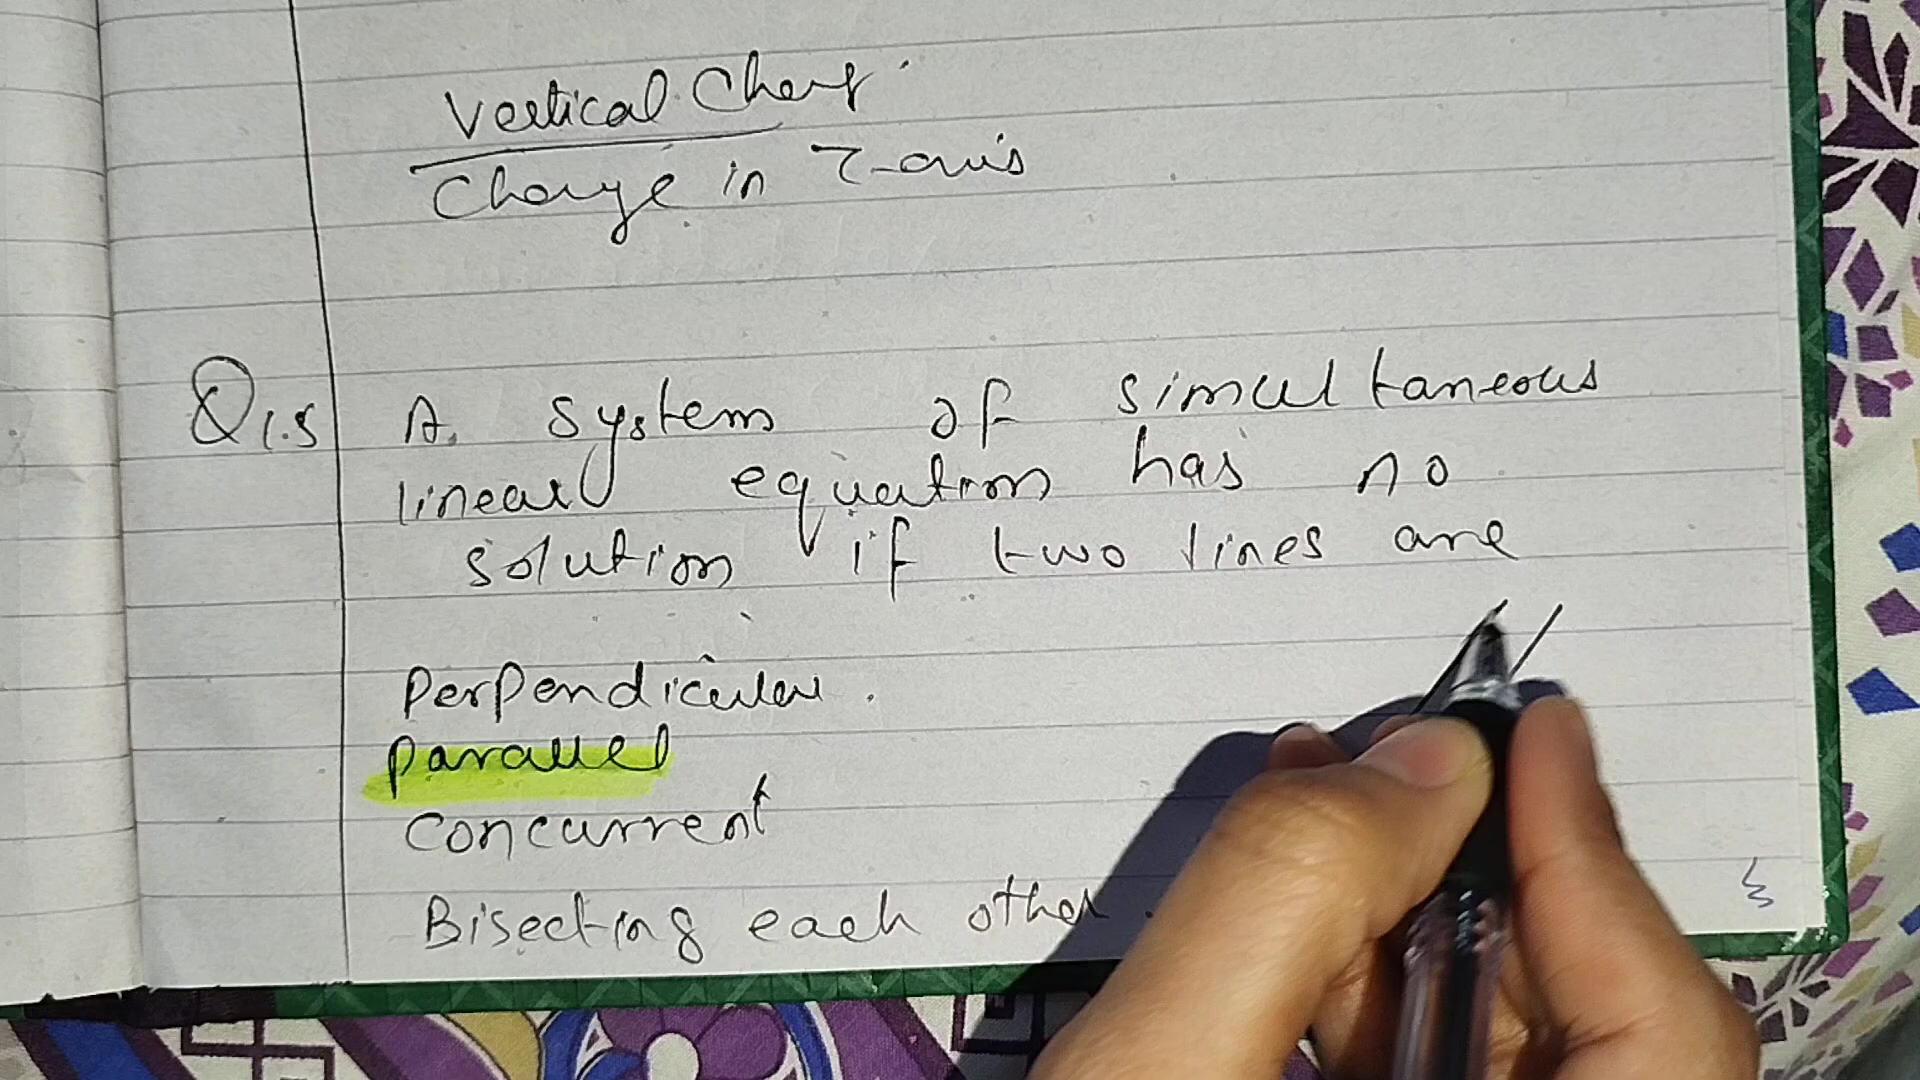 Vertical Chang
Change in Z-axis
Q15 A system of simultaneous
linear equation has no
solution if two lines are
Perpendicular.
Parallel
Concurrent
Bisecting each other.